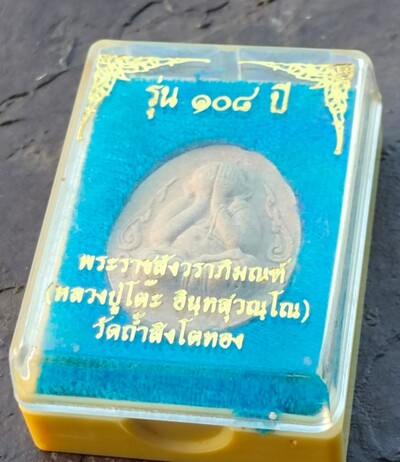 รุ่น ๑๐๘ ปี
พระราชสังวราภิมณฑ์
(หลวงปู่โต๊ะ อินฺทสุวณฺโณ)
วัดถ้ำสิงโตทอง